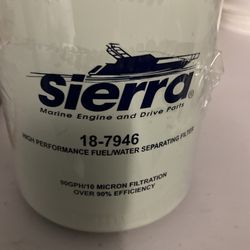 Sierra®
Marine Engine and Drive Parts
18-7946
HIGH PERFORMANCE FUEL/WATER SEPARATING FILTER
90GPH/10 MICRON FILTRATION
OVER 90% EFFICIENCY